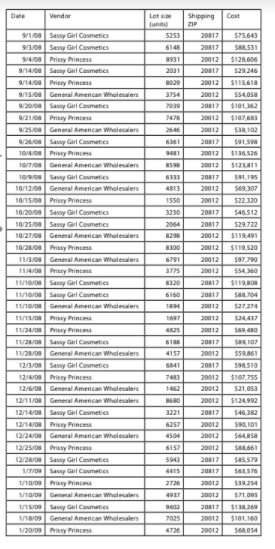 Date Vendor Lot size (units) Shipping ZIP Cost
9/1/08 Sassy Girl Cosmetics 5253 20817 $75,643
9/3/08 Sassy Girl Cosmetics 6148 20817 $88,531
9/4/08 Prissy Princess 8931 20012 $128,606
9/14/08 Sassy Girl Cosmetics 2031 20817 $29,246
9/14/08 Prissy Princess 8029 20012 $115,618
9/15/08 General American Wholesalers 3754 20012 $54,058
9/20/08 Sassy Girl Cosmetics 7039 20817 $101,362
9/21/08 Prissy Princess 7478 20012 $107,683
9/25/08 General American Wholesalers 2646 20012 $38,102
9/26/08 Sassy Girl Cosmetics 6361 20817 $91,598
10/4/08 Prissy Princess 9481 20012 $136,526
10/7/08 General American Wholesalers 8598 20012 $123,811
10/9/08 Sassy Girl Cosmetics 6333 20817 $91,195
10/12/08 General American Wholesalers 4813 20012 $69,307
10/15/08 Prissy Princess 1550 20012 $22,320
10/20/08 Sassy Girl Cosmetics 3230 20817 $46,512
10/25/08 Sassy Girl Cosmetics 2064 20817 $29,722
10/27/08 General American Wholesalers 8298 20012 $119,491
10/28/08 Prissy Princess 8300 20012 $119,520
11/3/08 General American Wholesalers 6791 20012 $97,790
11/4/08 Prissy Princess 3775 20012 $54,360
11/10/08 Sassy Girl Cosmetics 8320 20817 $119,808
11/10/08 Sassy Girl Cosmetics 6160 20817 $88,704
11/10/08 General American Wholesalers 1894 20012 $27,274
11/15/08 Prissy Princess 1697 20012 $24,437
11/24/08 Prissy Princess 4825 20012 $69,480
11/28/08 Sassy Girl Cosmetics 6188 20817 $89,107
11/28/08 General American Wholesalers 4157 20012 $59,861
12/3/08 Sassy Girl Cosmetics 6841 20817 $98,510
12/4/08 Prissy Princess 7483 20012 $107,755
12/6/08 General American Wholesalers 1462 20012 $21,053
12/11/08 General American Wholesalers 8680 20012 $124,992
12/14/08 Sassy Girl Cosmetics 3221 20817 $46,382
12/14/08 Prissy Princess 6257 20012 $90,101
12/24/08 General American Wholesalers 4504 20012 $64,858
12/25/08 Prissy Princess 6157 20012 $88,661
12/28/08 Sassy Girl Cosmetics 5943 20817 $85,579
1/7/09 Sassy Girl Cosmetics 4415 20817 $63,576
1/10/09 Prissy Princess 2726 20012 $39,254
1/10/09 General American Wholesalers 4937 20012 $71,093
1/15/09 Sassy Girl Cosmetics 9602 20817 $138,269
1/18/09 General American Wholesalers 7025 20012 $101,160
1/20/09 Prissy Princess 4726 20012 $68,054